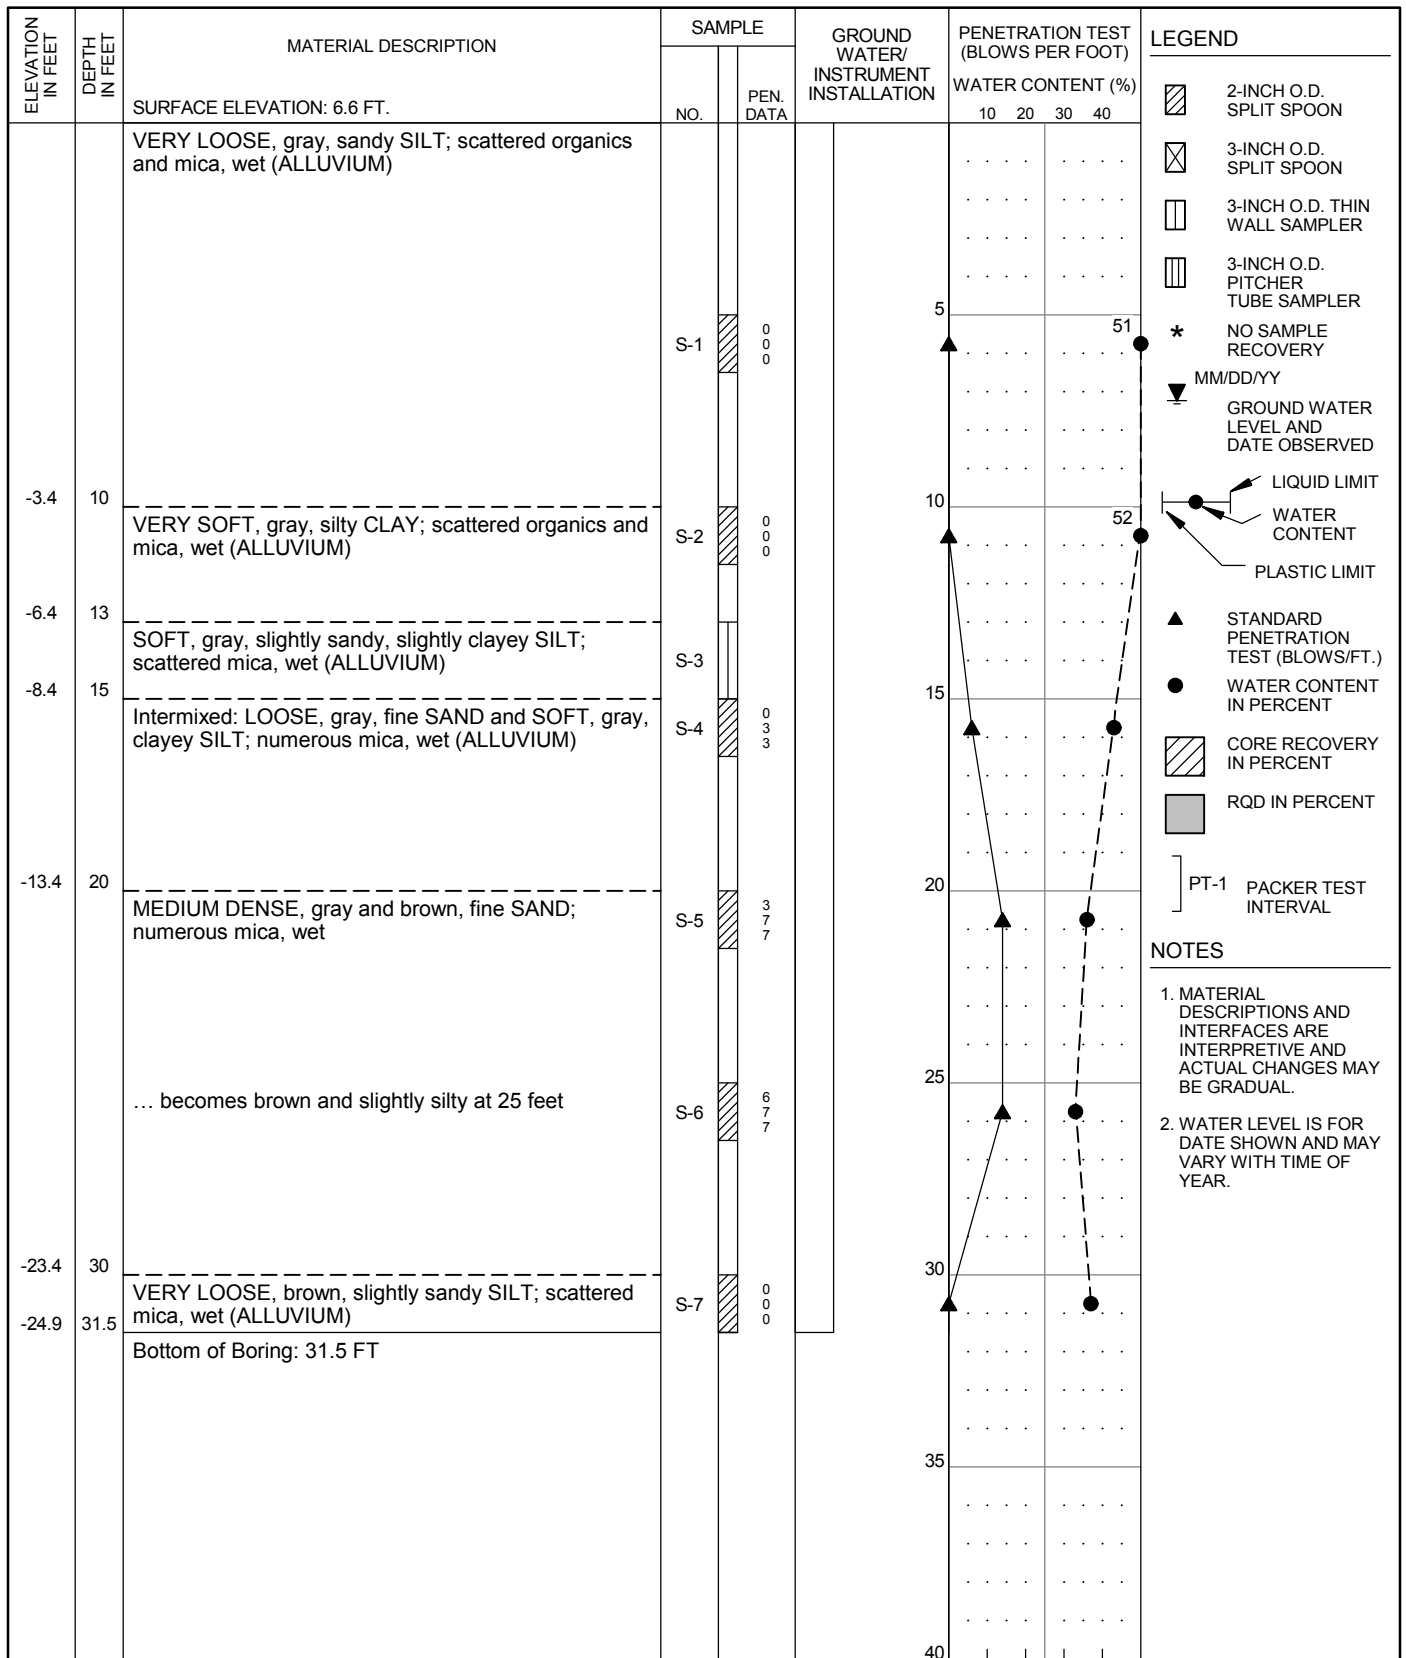 ELEVATION
IN FEET
DEPTH
IN FEET
MATERIAL DESCRIPTION
SURFACE ELEVATION: 6.6 FT.
SAMPLE
NO.
PEN.
DATA
GROUND
WATER/
INSTRUMENT
INSTALLATION
PENETRATION TEST
(BLOWS PER FOOT)
WATER CONTENT (%)
10 20 30 40
VERY LOOSE, gray, sandy SILT; scattered organics
and mica, wet (ALLUVIUM)
5
51
S-1
0
0
0
-3.4 10
10
VERY SOFT, gray, silty CLAY; scattered organics and
mica, wet (ALLUVIUM)
52
S-2
0
0
0
-6.4 13
SOFT, gray, slightly sandy, slightly clayey SILT;
scattered mica, wet (ALLUVIUM)
S-3
-8.4 15
15
Intermixed: LOOSE, gray, fine SAND and SOFT, gray,
clayey SILT; numerous mica, wet (ALLUVIUM)
S-4
0
3
3
-13.4 20
20
MEDIUM DENSE, gray and brown, fine SAND;
numerous mica, wet
S-5
3
7
7
25
... becomes brown and slightly silty at 25 feet
S-6
6
7
7
-23.4 30
30
VERY LOOSE, brown, slightly sandy SILT; scattered
mica, wet (ALLUVIUM)
S-7
0
0
0
-24.9 31.5
Bottom of Boring: 31.5 FT
35
40
LEGEND
2-INCH O.D.
SPLIT SPOON
3-INCH O.D.
SPLIT SPOON
3-INCH O.D. THIN
WALL SAMPLER
3-INCH O.D.
PITCHER
TUBE SAMPLER
* NO SAMPLE
RECOVERY
MM/DD/YY
GROUND WATER
LEVEL AND
DATE OBSERVED
LIQUID LIMIT
WATER
CONTENT
PLASTIC LIMIT
STANDARD
PENETRATION
TEST (BLOWS/FT.)
WATER CONTENT
IN PERCENT
CORE RECOVERY
IN PERCENT
RQD IN PERCENT
PT-1 PACKER TEST
INTERVAL
NOTES
1. MATERIAL
DESCRIPTIONS AND
INTERFACES ARE
INTERPRETIVE AND
ACTUAL CHANGES MAY
BE GRADUAL.
2. WATER LEVEL IS FOR
DATE SHOWN AND MAY
VARY WITH TIME OF
YEAR.